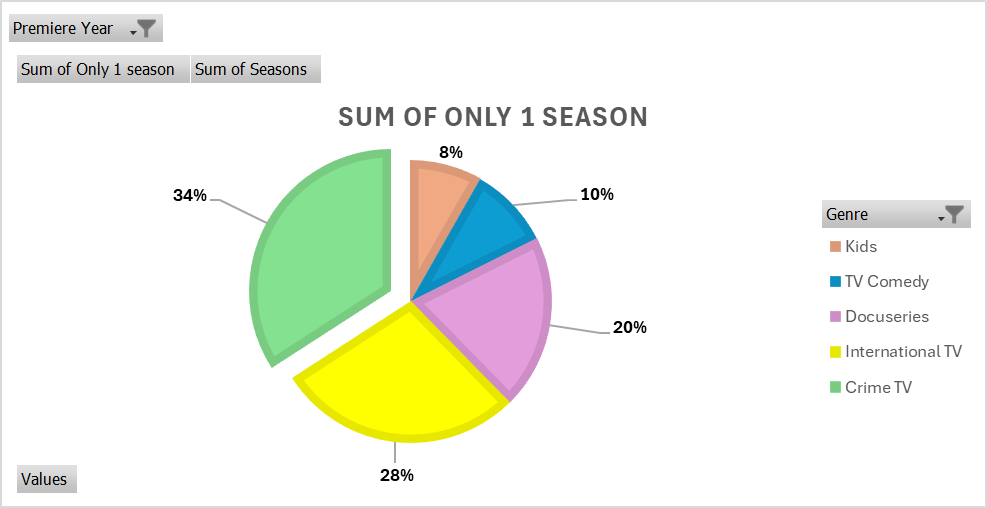 Premiere Year
Sum of Only 1 season
Sum of Seasons
SUM OF ONLY 1 SEASON
8%
34%
10%
20%
28%
Genre
Kids
TV Comedy
Docuseries
International TV
Crime TV
Values